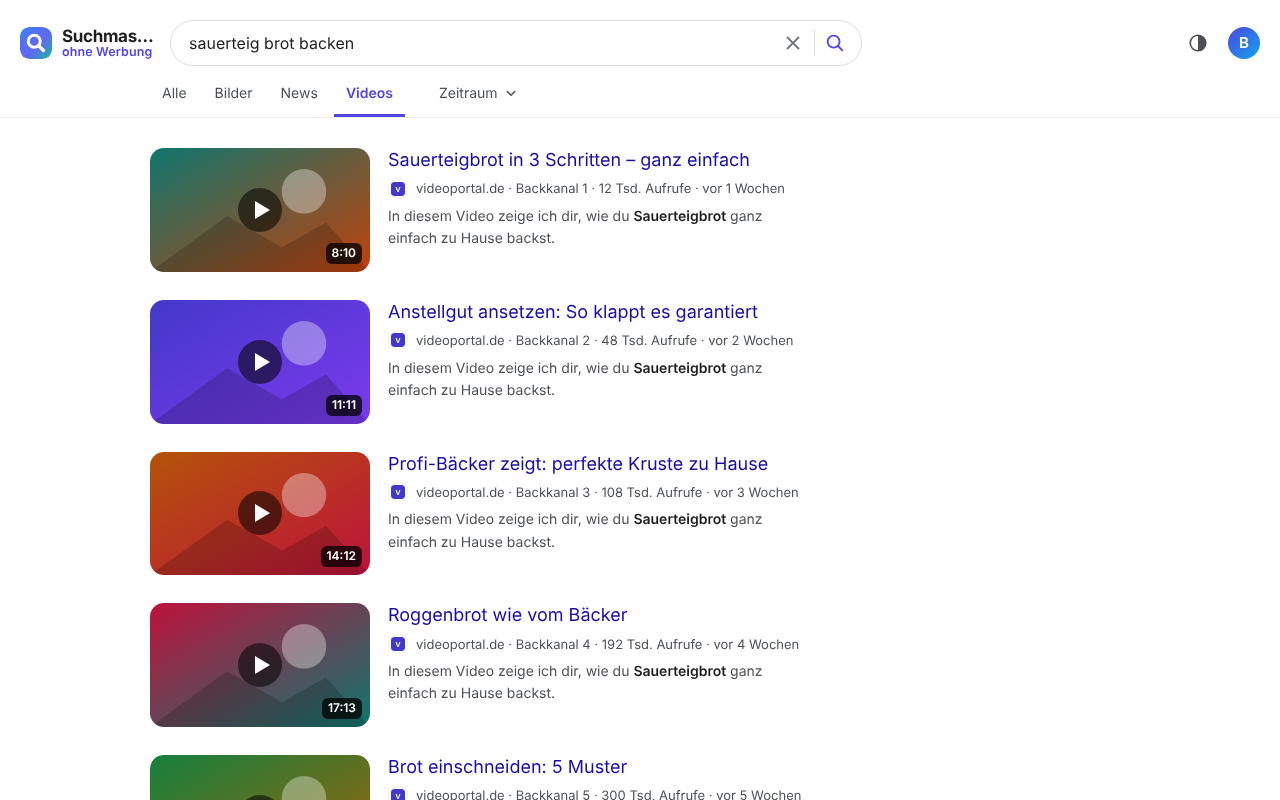 Suchmas...
ohne Werbung
sauerteig brot backen
B
Alle
Bilder
News
Videos
Zeitraum
8:10
Sauerteigbrot in 3 Schritten – ganz einfach
v videoportal.de · Backkanal 1 · 12 Tsd. Aufrufe · vor 1 Wochen
In diesem Video zeige ich dir, wie du Sauerteigbrot ganz
einfach zu Hause backst.
11:11
Anstellgut ansetzen: So klappt es garantiert
v videoportal.de · Backkanal 2 · 48 Tsd. Aufrufe · vor 2 Wochen
In diesem Video zeige ich dir, wie du Sauerteigbrot ganz
einfach zu Hause backst.
14:12
Profi-Bäcker zeigt: perfekte Kruste zu Hause
v videoportal.de · Backkanal 3 · 108 Tsd. Aufrufe · vor 3 Wochen
In diesem Video zeige ich dir, wie du Sauerteigbrot ganz
einfach zu Hause backst.
17:13
Roggenbrot wie vom Bäcker
v videoportal.de · Backkanal 4 · 192 Tsd. Aufrufe · vor 4 Wochen
In diesem Video zeige ich dir, wie du Sauerteigbrot ganz
einfach zu Hause backst.
Brot einschneiden: 5 Muster
v videoportal.de · Backkanal 5 · 300 Tsd. Aufrufe · vor 5 Wochen